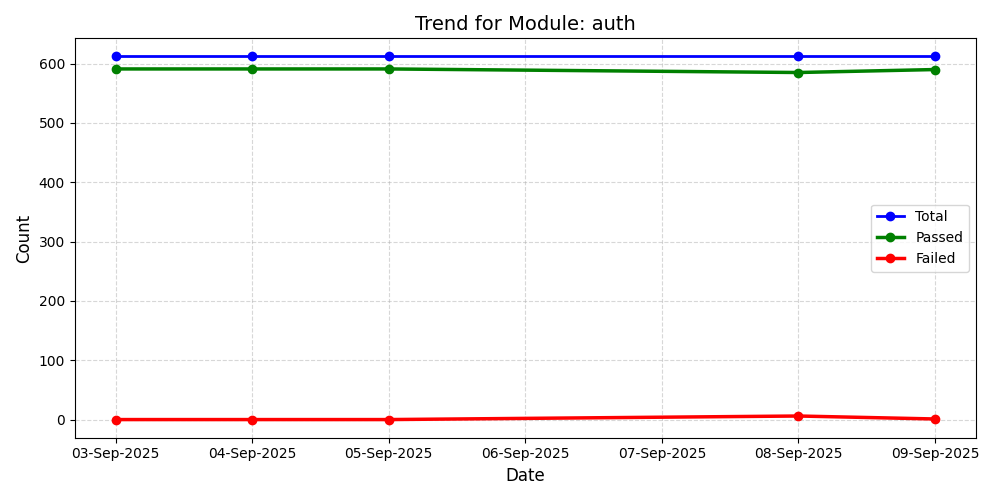 Trend for Module: auth
600
500
400
300
200
100
0
Count
Total
Passed
Failed
03-Sep-2025
04-Sep-2025
05-Sep-2025
06-Sep-2025
07-Sep-2025
08-Sep-2025
09-Sep-2025
Date